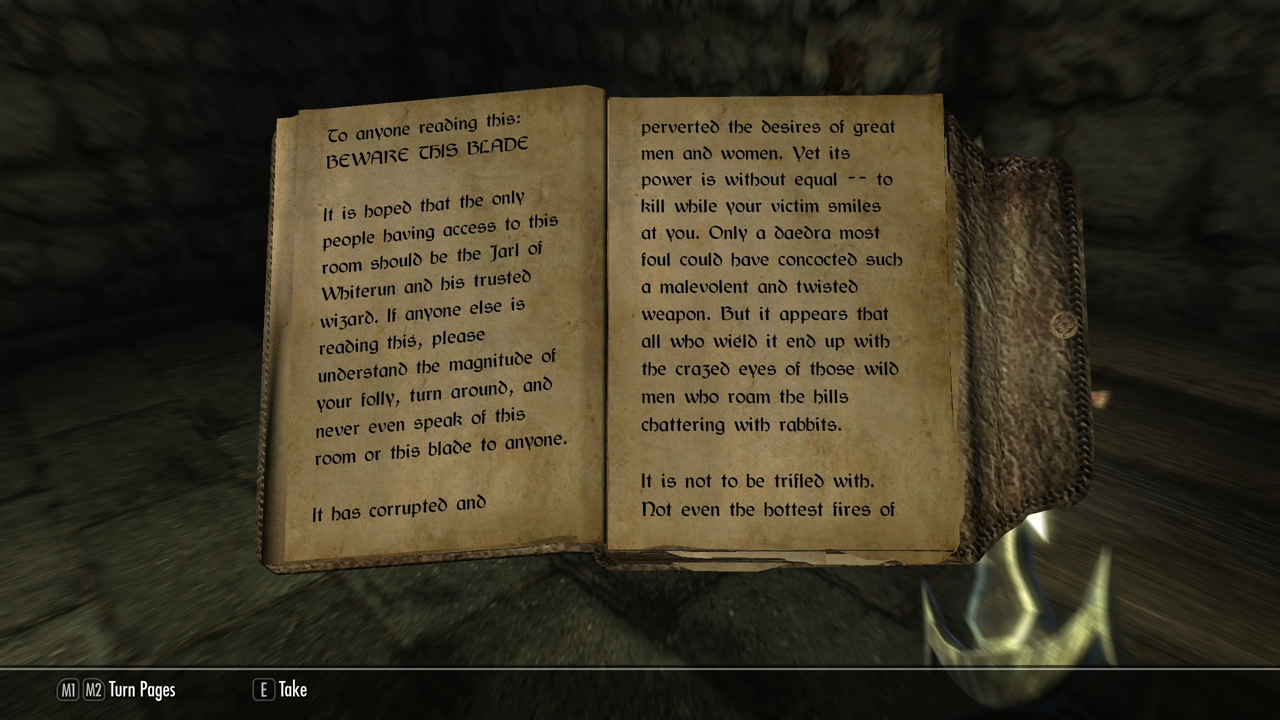 To anyone reading this:
BEWARE THIS BLADE
It is hoped that the only
people having access to this
room should be the Jarl of
Whiterun and his trusted
wizard. If anyone else is
reading this, please
understand the magnitude of
your folly, turn around, and
never even speak of this
room or this blade to anyone.
It has corrupted and
perverted the desires of great
men and women. Yet its
power is without equal -- to
kill while your victim smiles
at you. Only a daedra most
foul could have concocted such
a malevolent and twisted
weapon. But it appears that
all who wield it end up with
the crazed eyes of those wild
men who roam the hills
chattering with rabbits.
It is not to be trifled with.
Not even the hottest fires of
M1 M2 Turn Pages
E Take